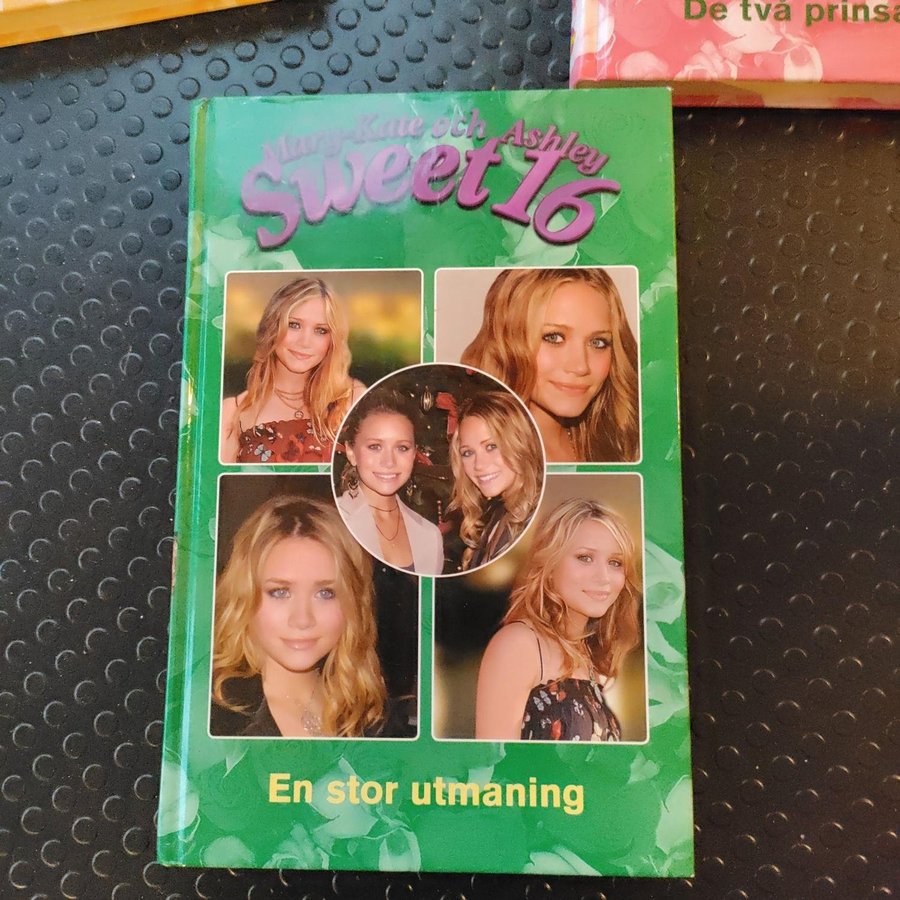 De två prinsa
Mary-Kate och Ashley
Sweet 16
En stor utmaning